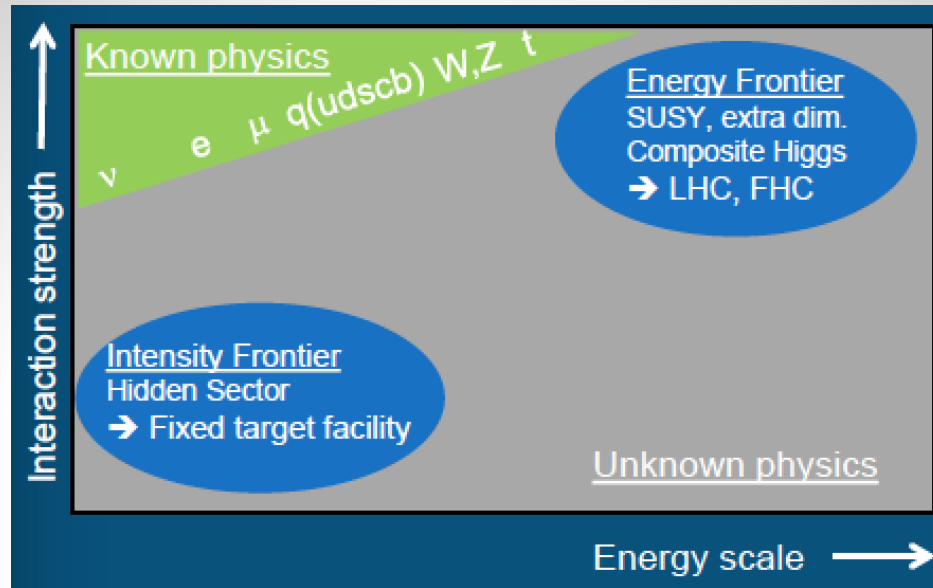 Interaction strength
Known physics
ν e μ q(udscb) W,Z t
Energy Frontier
SUSY, extra dim.
Composite Higgs
➔ LHC, FHC
Intensity Frontier
Hidden Sector
➔ Fixed target facility
Unknown physics
Energy scale